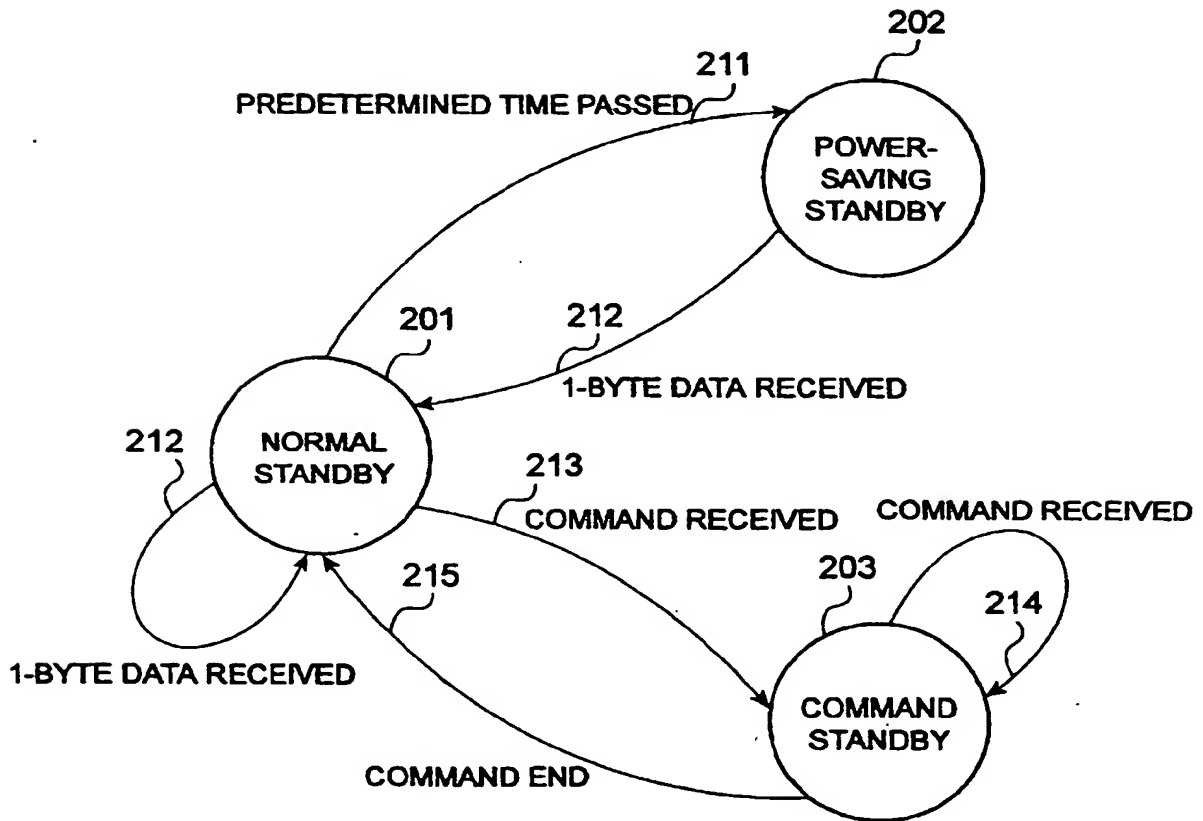 202
211
PREDETERMINED TIME PASSED
POWER-
SAVING
STANDBY
201
212
1-BYTE DATA RECEIVED
NORMAL
STANDBY
212
213
COMMAND RECEIVED
COMMAND RECEIVED
215
203
214
1-BYTE DATA RECEIVED
COMMAND
STANDBY
COMMAND END